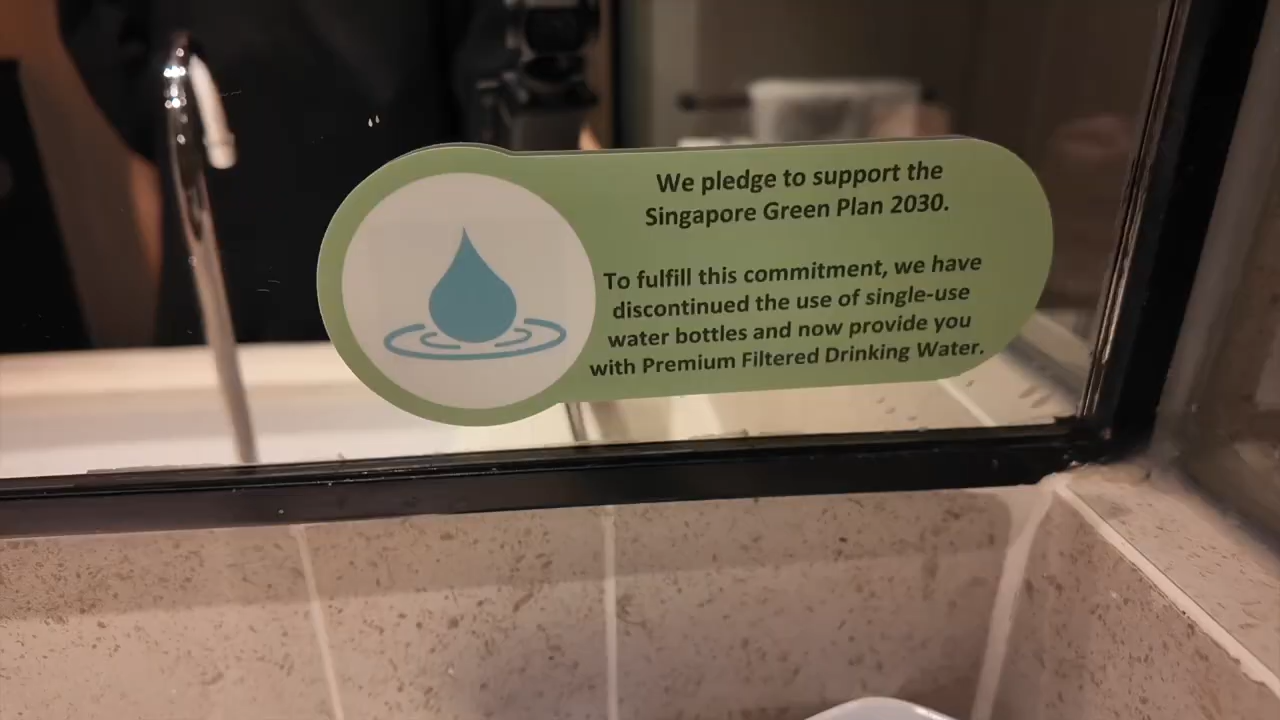 We pledge to support the
Singapore Green Plan 2030.
To fulfill this commitment, we have
discontinued the use of single-use
water bottles and now provide you
with Premium Filtered Drinking Water.